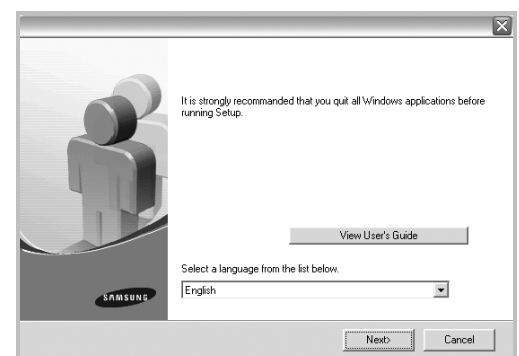 It is strongly recommanded that you quit all Windows applications before
running Setup.
View User's Guide
Select a language from the list below.
SAMSUNG
English
Next>
Cancel